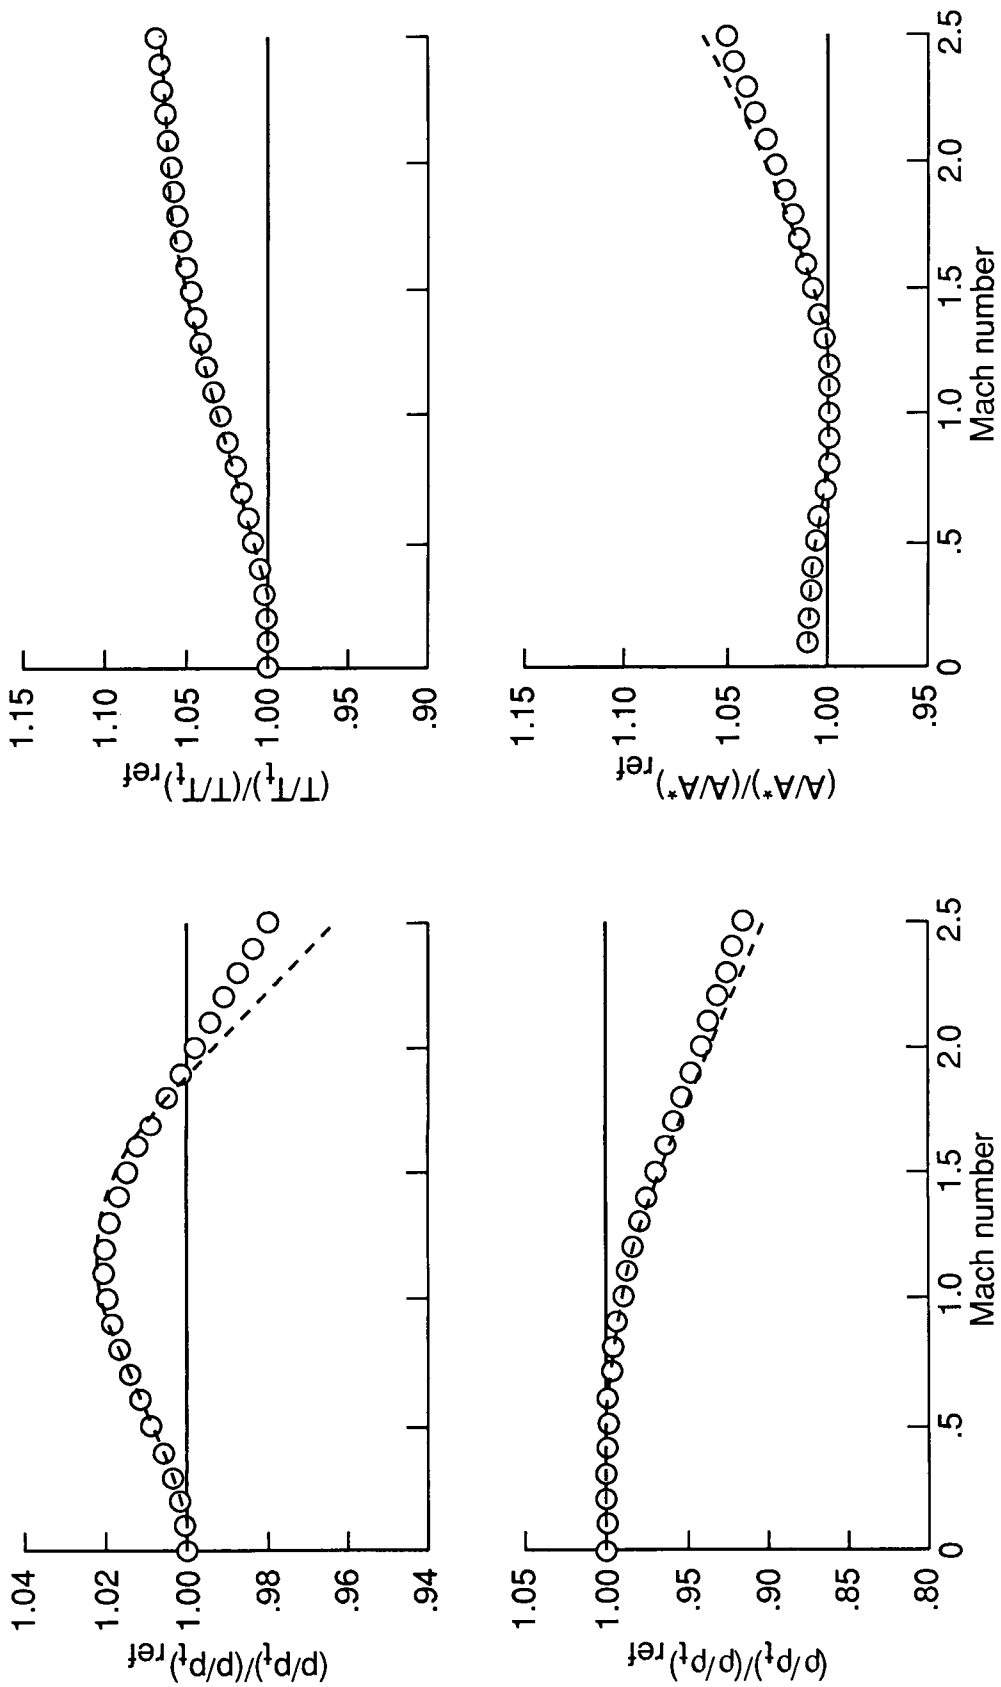 1.04
1.02
1.00
.98
.96
.94
(p/p_t)/(p/p_t)_ref
1.15
1.10
1.05
1.00
.95
.90
(T/T_t)/(T/T_t)_ref
1.05
1.00
.95
.90
.85
.80
(ρ/ρ_t)/(ρ/ρ_t)_ref
0 .5 1.0 1.5 2.0 2.5
Mach number
1.15
1.10
1.05
1.00
.95
(A/A*)/(A/A*)_ref
0 .5 1.0 1.5 2.0 2.5
Mach number